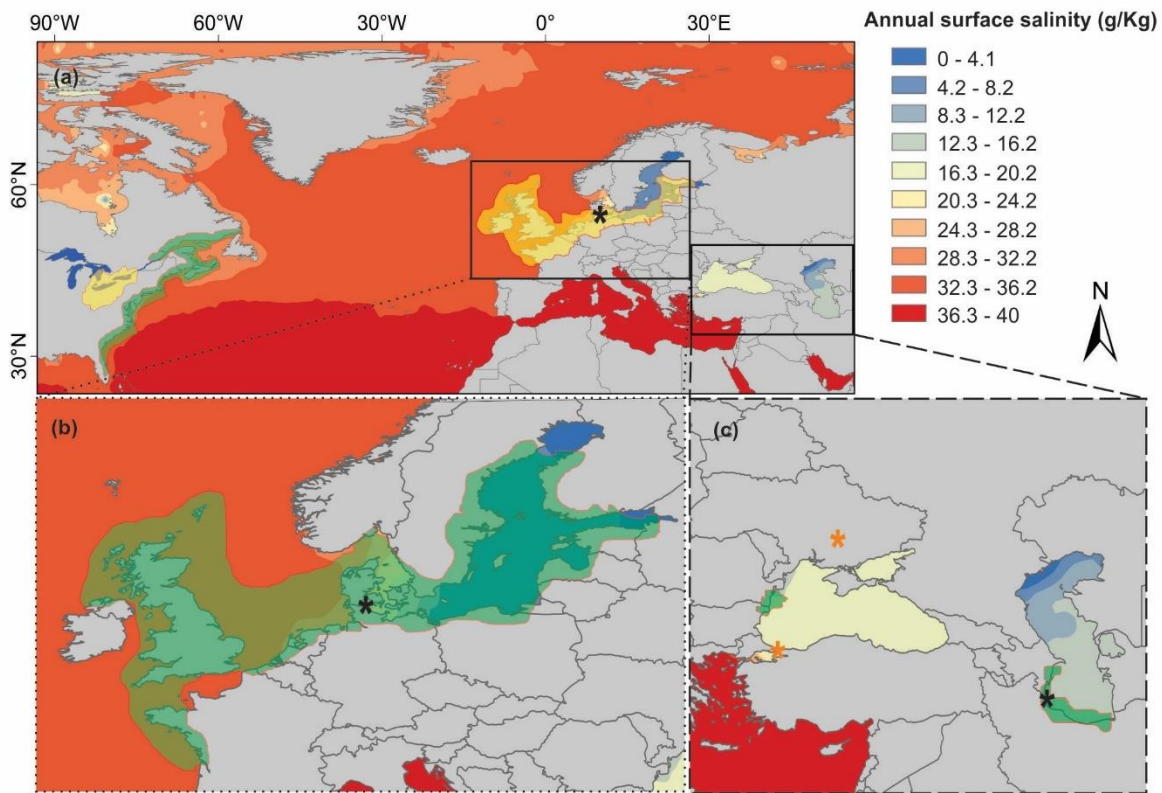 90°W 60°W 30°W 0° 30°E
Annual surface salinity (g/Kg)
(a)
0 - 4.1
4.2 - 8.2
8.3 - 12.2
12.3 - 16.2
16.3 - 20.2
20.3 - 24.2
24.3 - 28.2
28.3 - 32.2
32.3 - 36.2
36.3 - 40
60°N
30°N
N
(b)
(c)